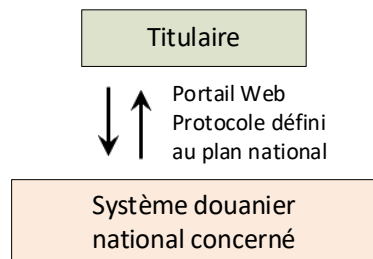 Titulaire
Portail Web
Protocole défini
au plan national
Système douanier
national concerné